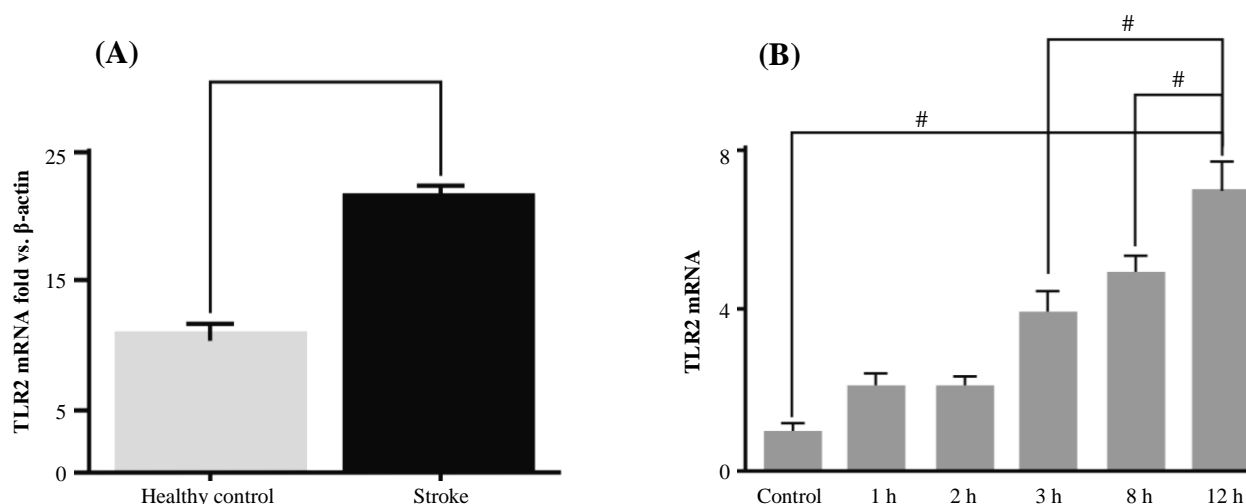 (A)
TLR2 mRNA fold vs. β-actin
25
15
5
0
Healthy control Stroke
(B)
#
#
#
TLR2 mRNA
8
4
0
Control 1 h 2 h 3 h 8 h 12 h